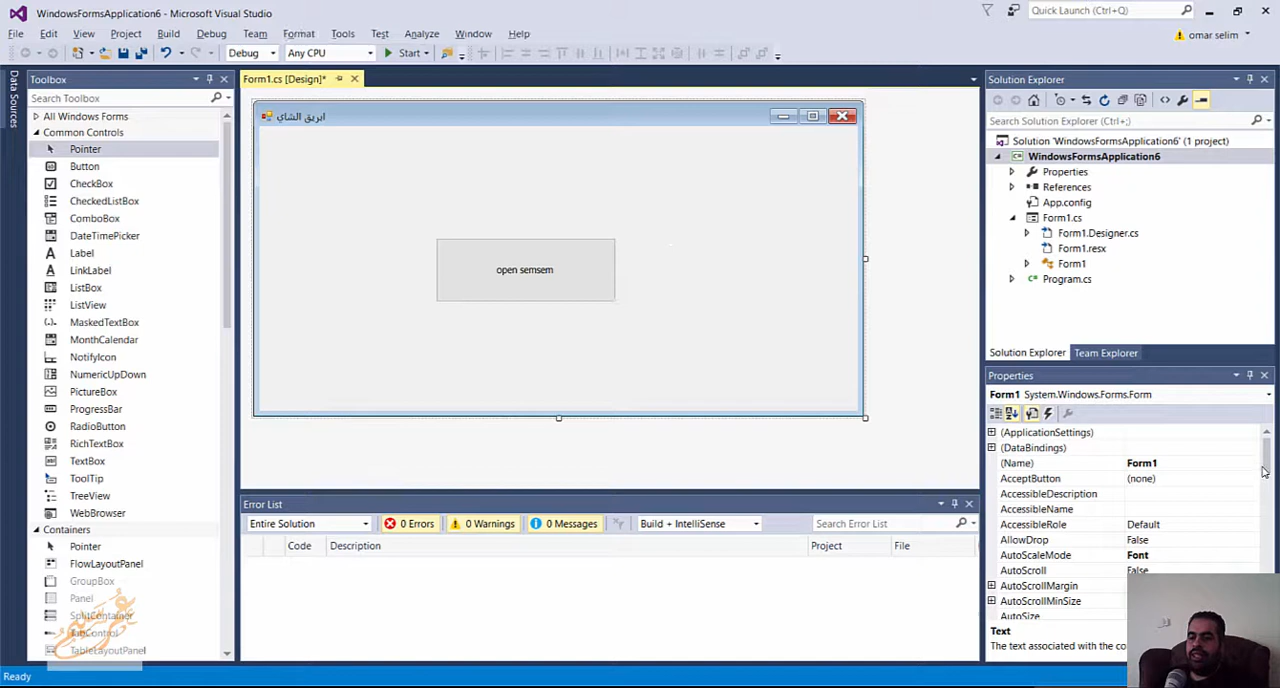 WindowsFormsApplication6 - Microsoft Visual Studio
Quick Launch (Ctrl+Q)
File Edit View Project Build Debug Team Format Tools Test Analyze Window Help
omar selim
Debug Any CPU Start
Data Sources
Toolbox
Search Toolbox
All Windows Forms
Common Controls
Pointer
Button
CheckBox
CheckedListBox
ComboBox
DateTimePicker
Label
LinkLabel
ListBox
ListView
MaskedTextBox
MonthCalendar
NotifyIcon
NumericUpDown
PictureBox
ProgressBar
RadioButton
RichTextBox
TextBox
ToolTip
TreeView
WebBrowser
Containers
Pointer
FlowLayoutPanel
GroupBox
Panel
SplitContainer
TabControl
TableLayoutPanel
Form1.cs [Design]*
ابريق الشاي
open semsem
Error List
Entire Solution 0 Errors 0 Warnings 0 Messages Build + IntelliSense Search Error List
Code Description Project File
Solution Explorer
Search Solution Explorer (Ctrl+;)
Solution 'WindowsFormsApplication6' (1 project)
WindowsFormsApplication6
Properties
References
App.config
Form1.cs
Form1.Designer.cs
Form1.resx
Form1
Program.cs
Solution Explorer Team Explorer
Properties
Form1 System.Windows.Forms.Form
(ApplicationSettings)
(DataBindings)
(Name) Form1
AcceptButton (none)
AccessibleDescription
AccessibleName
AccessibleRole Default
AllowDrop False
AutoScaleMode Font
AutoScroll False
AutoScrollMargin
AutoScrollMinSize
AutoSize
Text
The text associated with the co
Ready